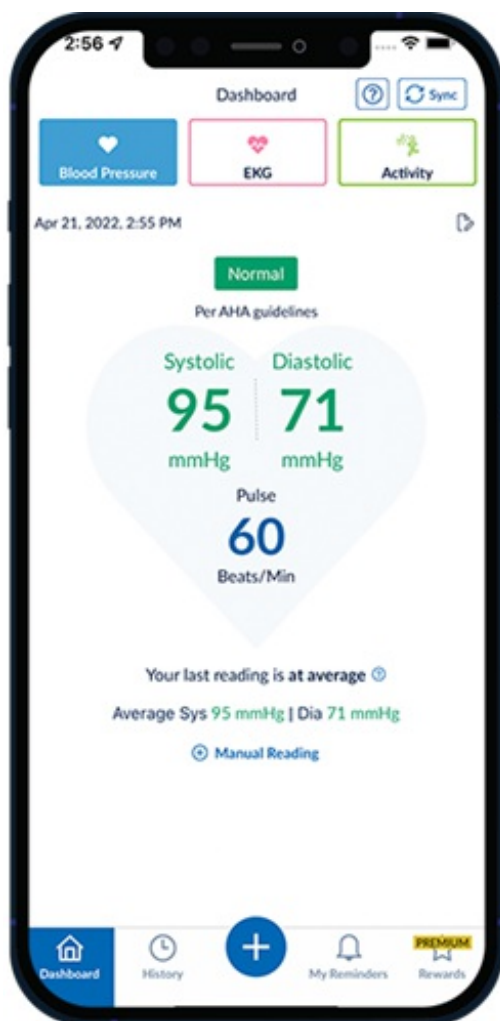 2:56
Dashboard
Sync
Blood Pressure
EKG
Activity
Apr 21, 2022, 2:55 PM
Normal
Per AHA guidelines
Systolic Diastolic
95 71
mmHg mmHg
Pulse
60
Beats/Min
Your last reading is at average
Average Sys 95 mmHg | Dia 71 mmHg
Manual Reading
Dashboard
History
My Reminders
PREMIUM
Rewards